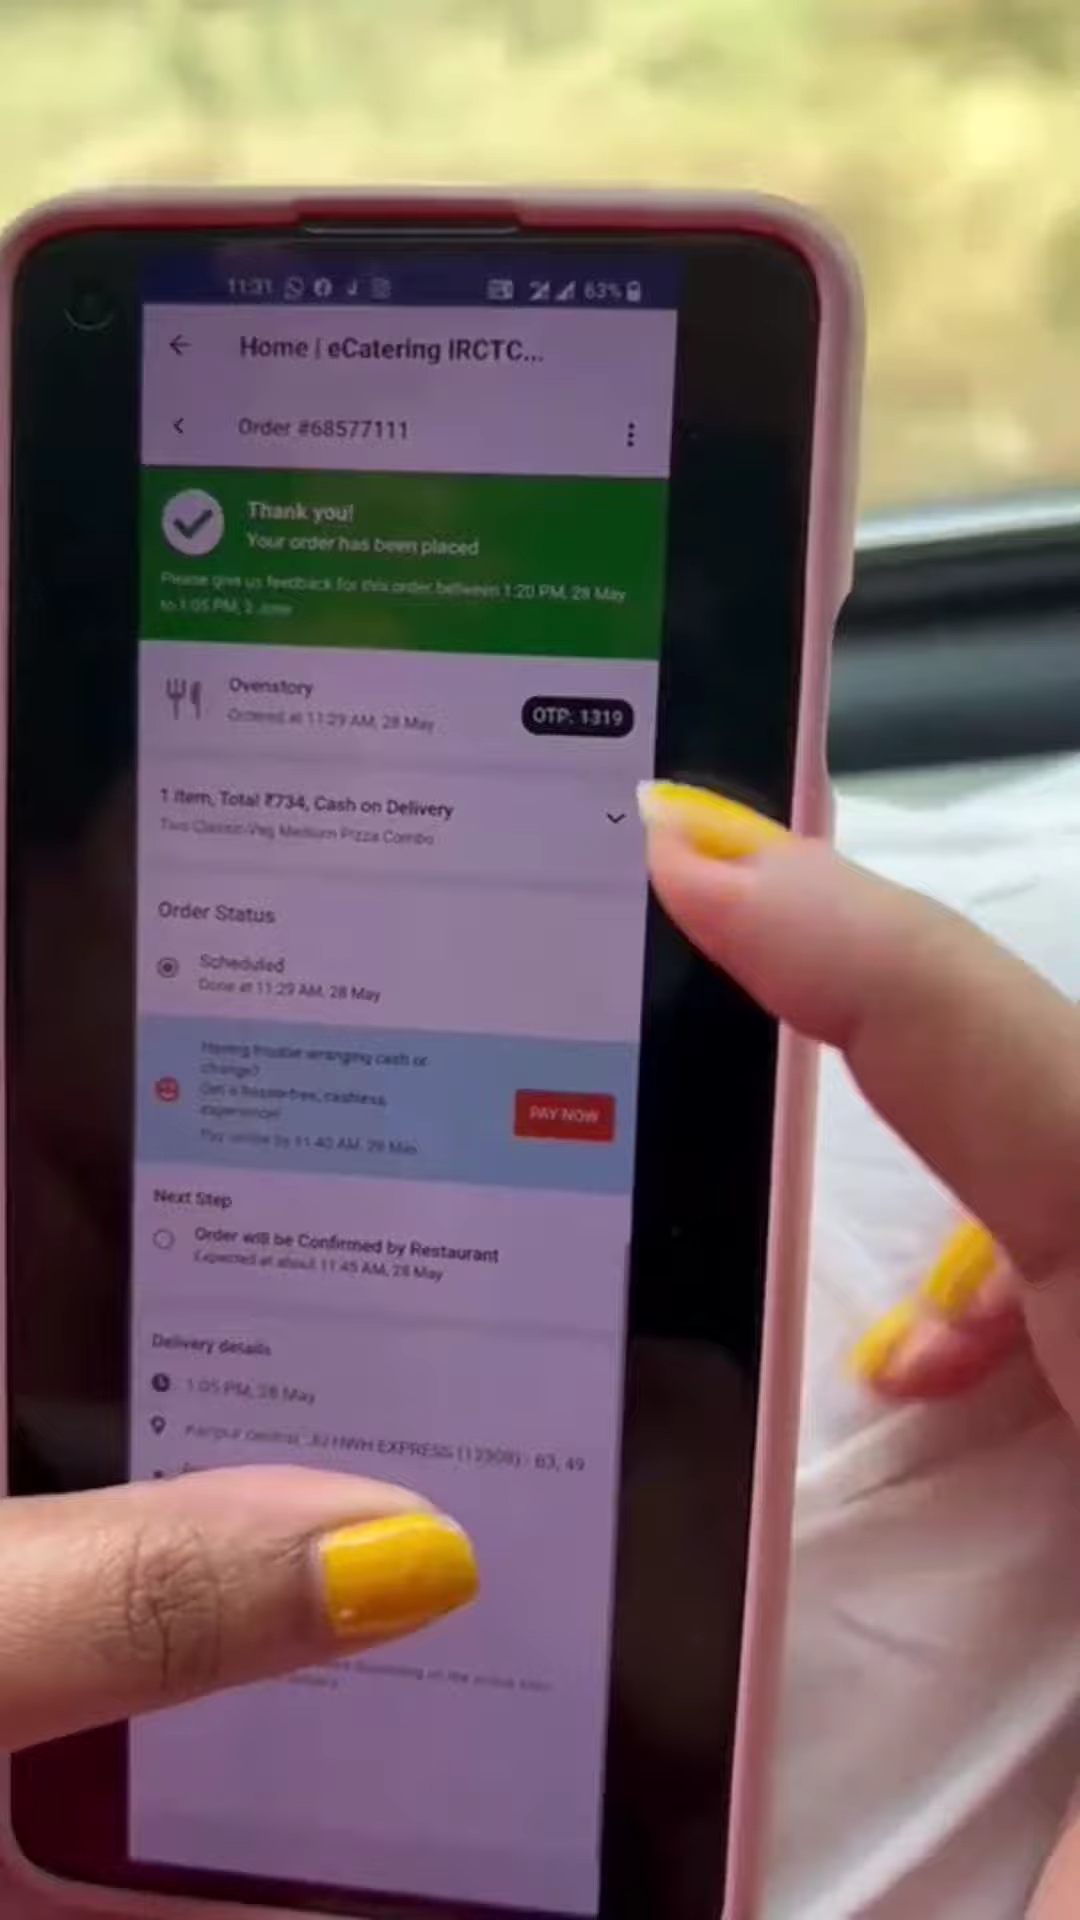 11:31 63%
Home | eCatering IRCTC...
Order #68577111
Thank you!
Your order has been placed
Please give us feedback for this order between 1:20 PM, 28 May
to 1:05 PM, 2 June
Ovenstory
Ordered at 11:29 AM, 28 May
OTP: 1319
1 Item, Total ₹734, Cash on Delivery
Two Classic-Veg Medium Pizza Combo
Order Status
Scheduled
Done at 11:29 AM, 28 May
Having trouble arranging cash or
change?
Get a hassle-free, cashless
experience!
Pay online by 11:40 AM, 28 May
PAY NOW
Next Step
Order will be Confirmed by Restaurant
Expected at about 11:45 AM, 28 May
Delivery details
1:05 PM, 28 May
Kanpur central, JU HWH EXPRESS (12308) - 63, 49
depending on the actual